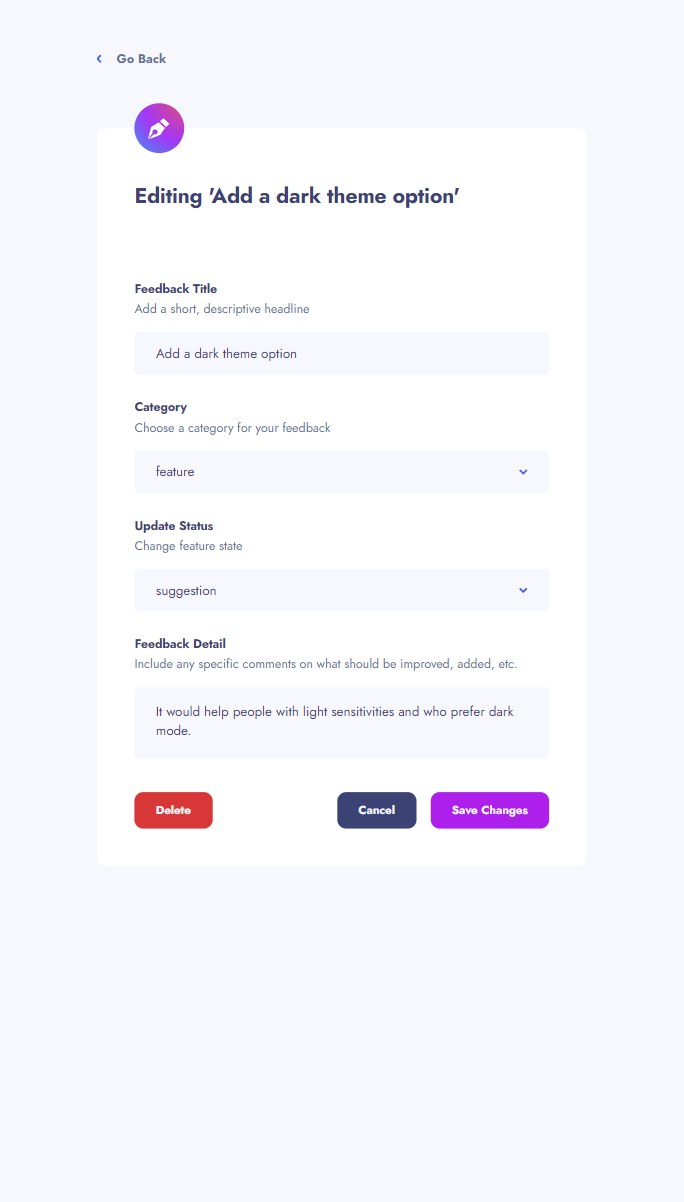 Go Back
Editing 'Add a dark theme option'
Feedback Title
Add a short, descriptive headline
Add a dark theme option
Category
Choose a category for your feedback
feature
Update Status
Change feature state
suggestion
Feedback Detail
Include any specific comments on what should be improved, added, etc.
It would help people with light sensitivities and who prefer dark
mode.
Delete
Cancel
Save Changes